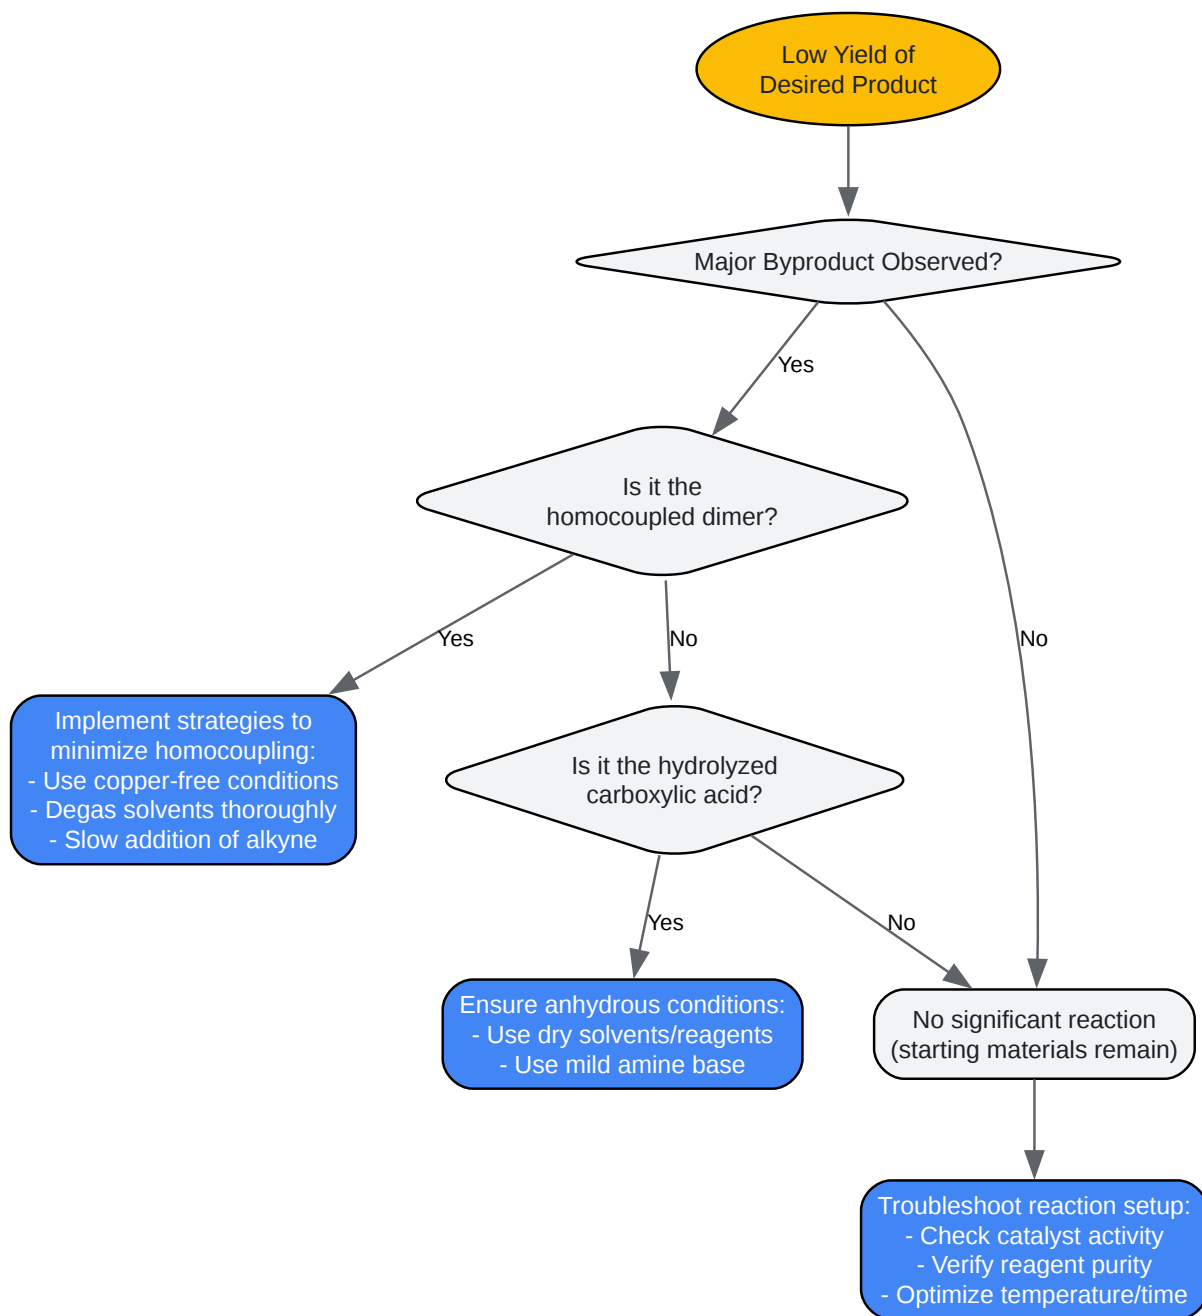 Low Yield of
Desired Product
Major Byproduct Observed?
Yes
Is it the
homocoupled dimer?
Yes
No
No
Implement strategies to
minimize homocoupling:
- Use copper-free conditions
- Degas solvents thoroughly
- Slow addition of alkyne
Is it the hydrolyzed
carboxylic acid?
Yes
No
Ensure anhydrous conditions:
- Use dry solvents/reagents
- Use mild amine base
No significant reaction
(starting materials remain)
Troubleshoot reaction setup:
- Check catalyst activity
- Verify reagent purity
- Optimize temperature/time